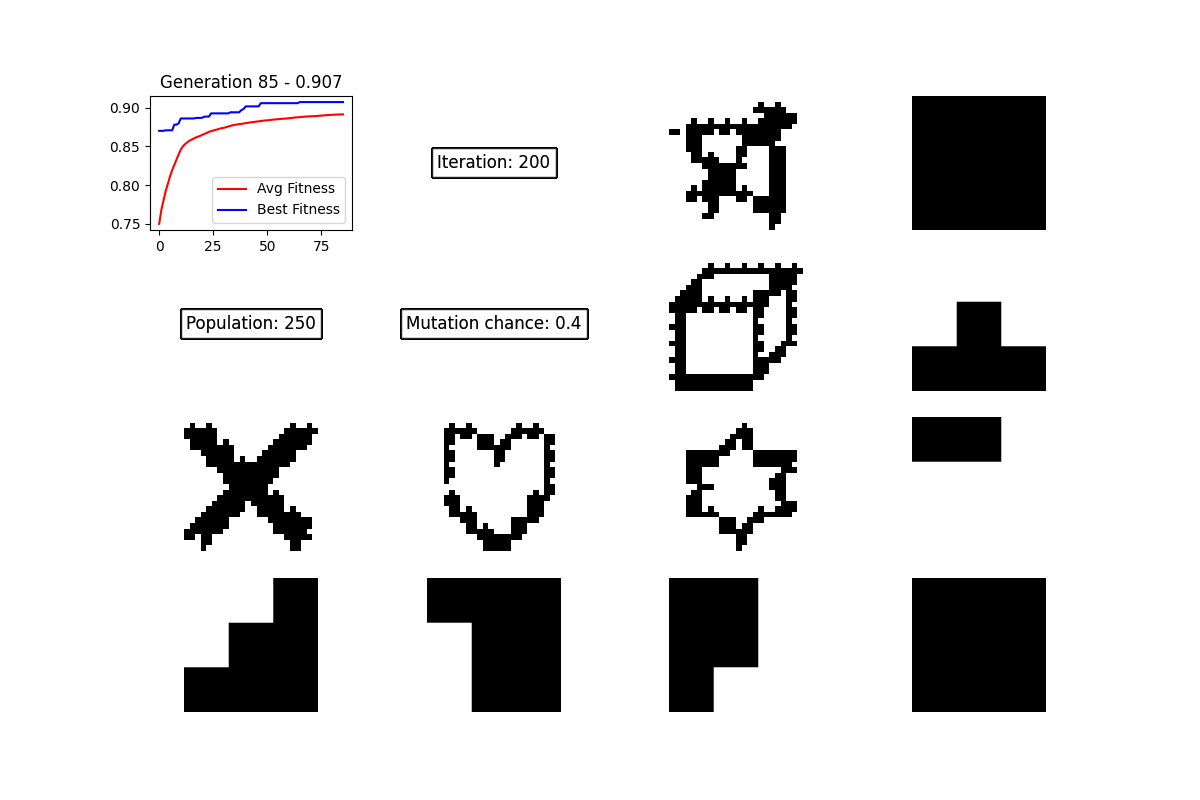 Generation 85 - 0.907
0.90
0.85
0.80
0.75
Avg Fitness
Best Fitness
0
25
50
75
Iteration: 200
Population: 250
Mutation chance: 0.4